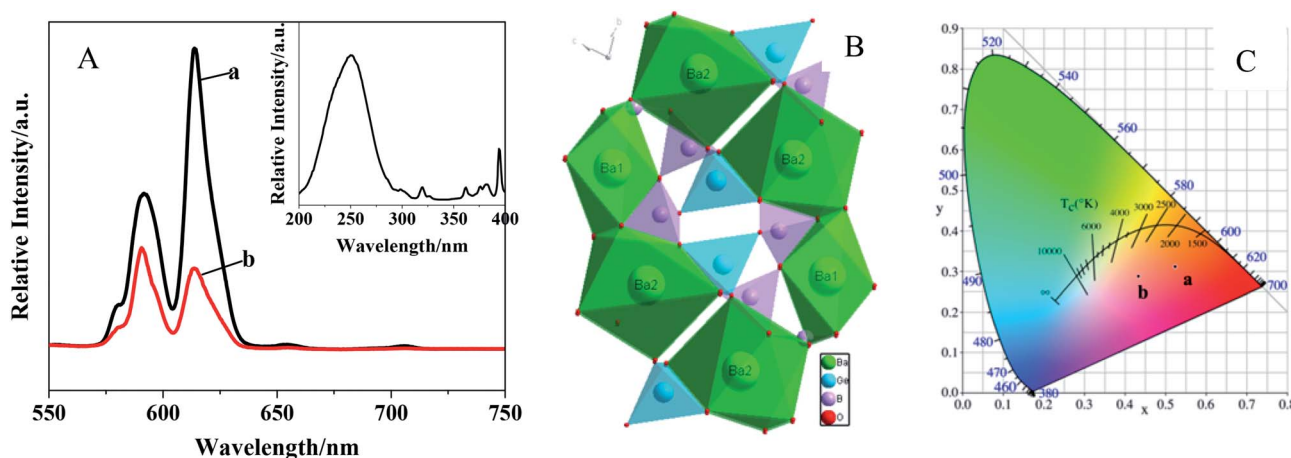 A
a
b
Relative Intensity/a.u.
550
600
650
700
750
Wavelength/nm
Relative Intensity/a.u.
200
250
300
350
400
Wavelength/nm
B
b
c
Ba2
Ba1
Ba2
Ba2
Ba1
Ba2
Ba
Ge
B
O
C
0.9
0.8
0.7
0.6
0.5
y
0.4
0.3
0.2
0.1
0.0
0.0
0.1
0.2
0.3
0.4
0.5
0.6
0.7
0.8
x
520
540
560
500
580
600
620
700
490
480
470
460
380
Tc(°K)
10000
6000
4000
3000
2500
2000
1500
∞
b
a